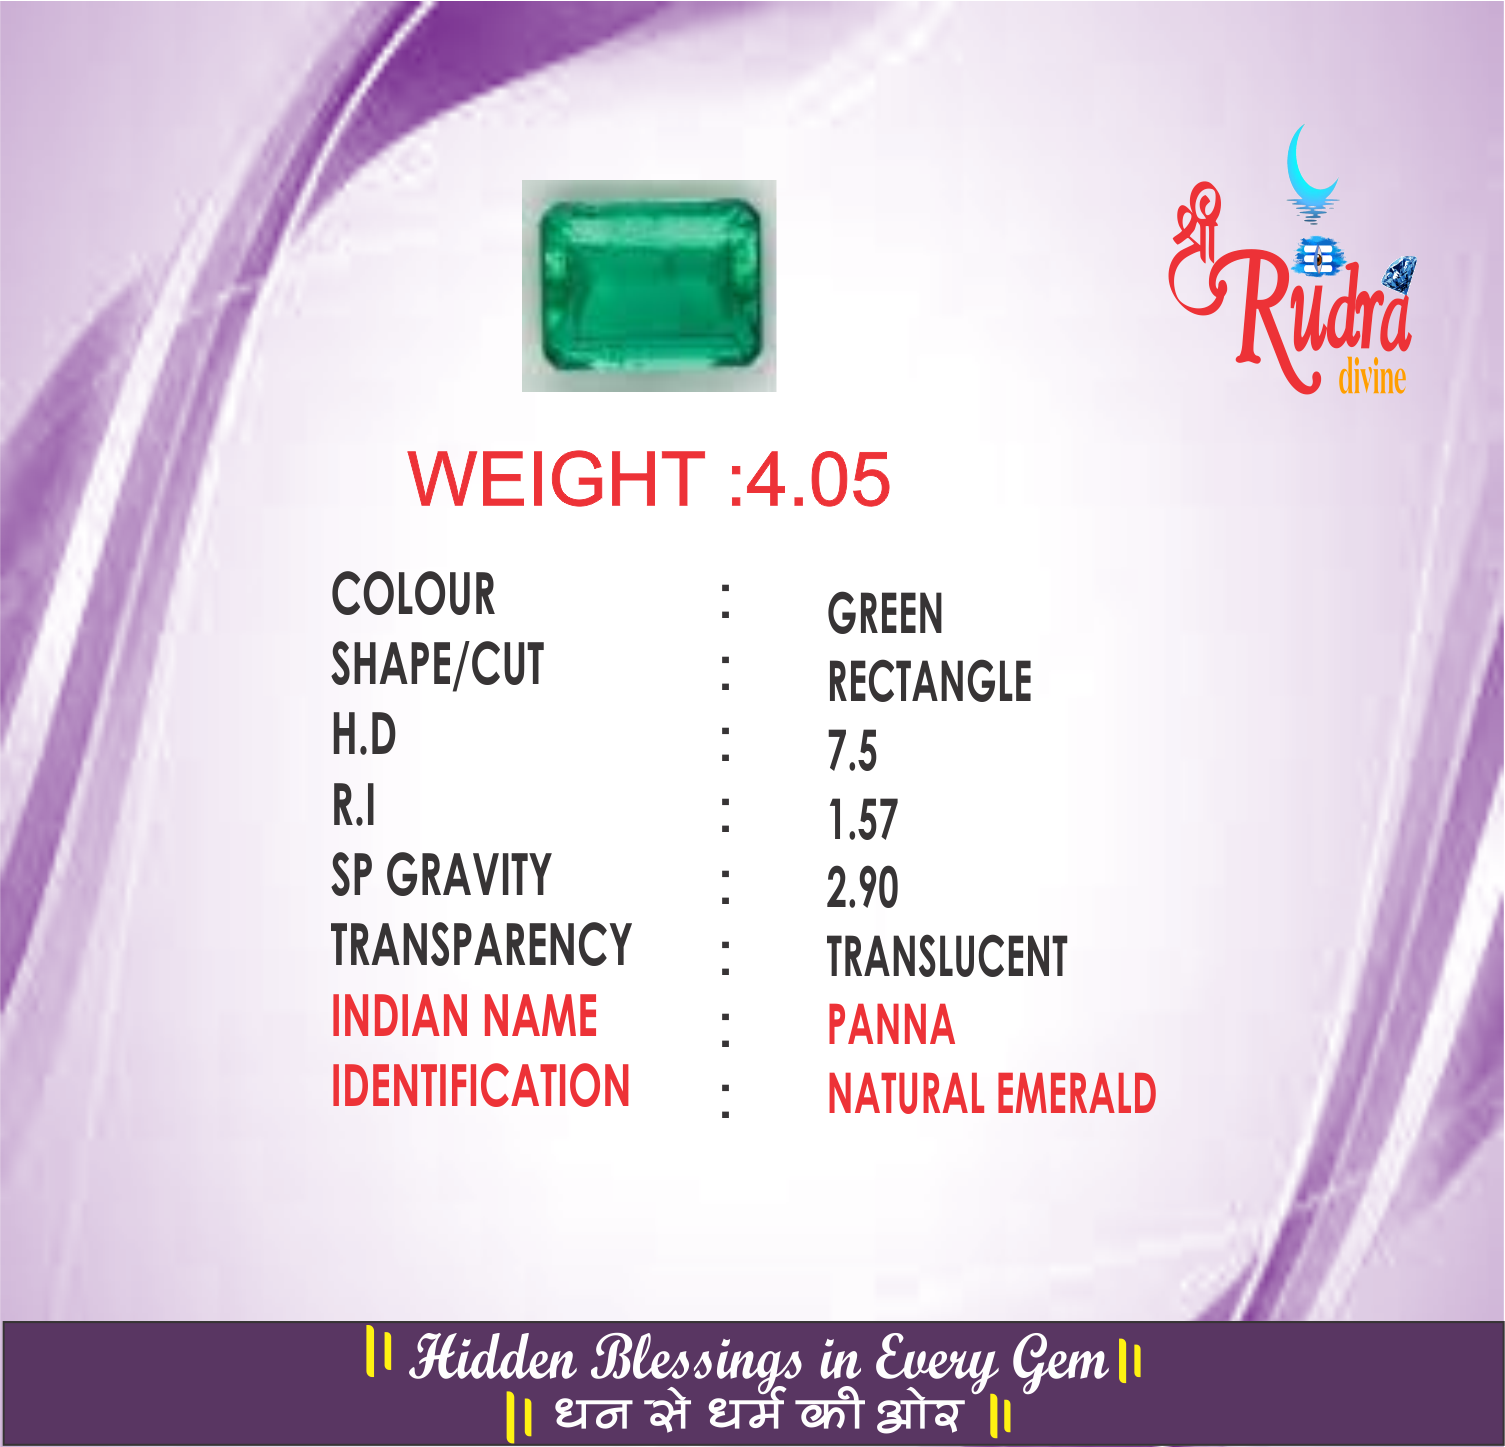 श्री
Rudra
divine
WEIGHT :4.05
COLOUR : GREEN
SHAPE/CUT : RECTANGLE
H.D : 7.5
R.I : 1.57
SP GRAVITY : 2.90
TRANSPARENCY : TRANSLUCENT
INDIAN NAME : PANNA
IDENTIFICATION : NATURAL EMERALD
|| Hidden Blessings in Every Gem ||
|| धन से धर्म की ओर ||